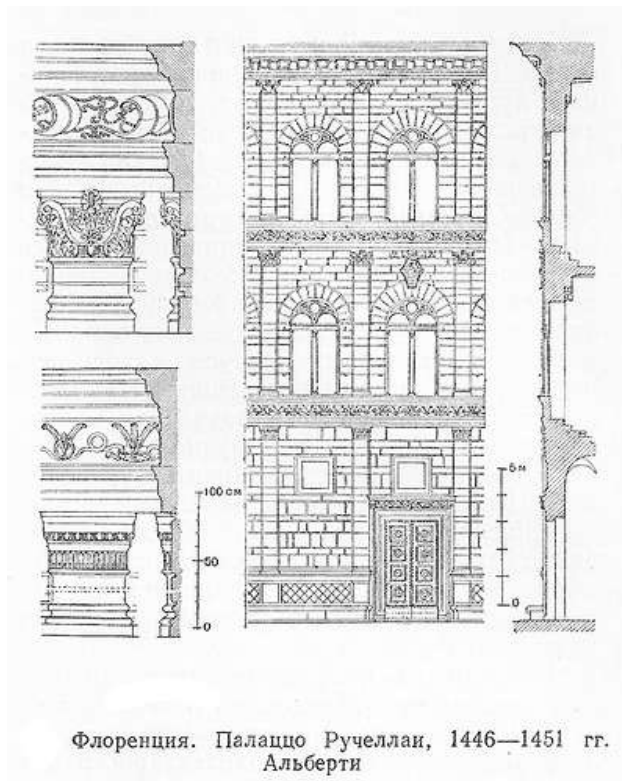 100 см
50
0
5 м
0
Флоренция. Палаццо Ручеллаи, 1446—1451 гг.
Альберти